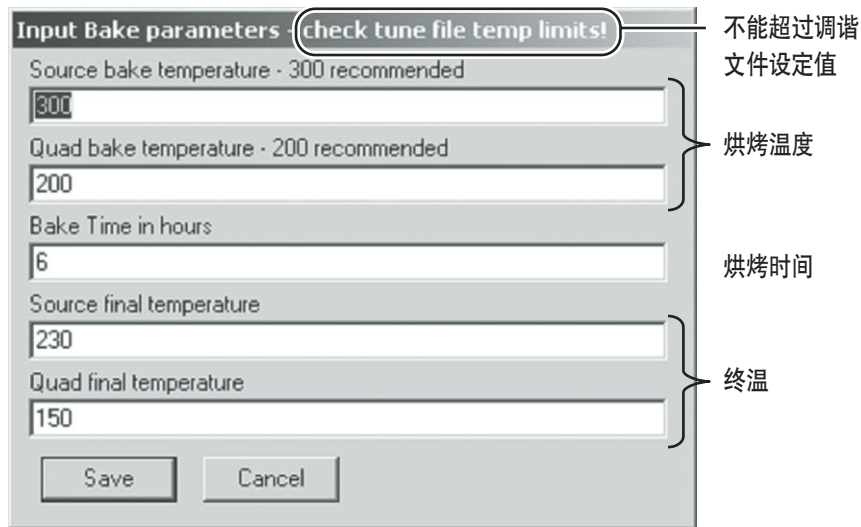 Input Bake parameters - check tune file temp limits!
不能超过调谐
文件设定值
Source bake temperature - 300 recommended
300
Quad bake temperature - 200 recommended
200
烘烤温度
Bake Time in hours
6
烘烤时间
Source final temperature
230
Quad final temperature
150
终温
Save
Cancel